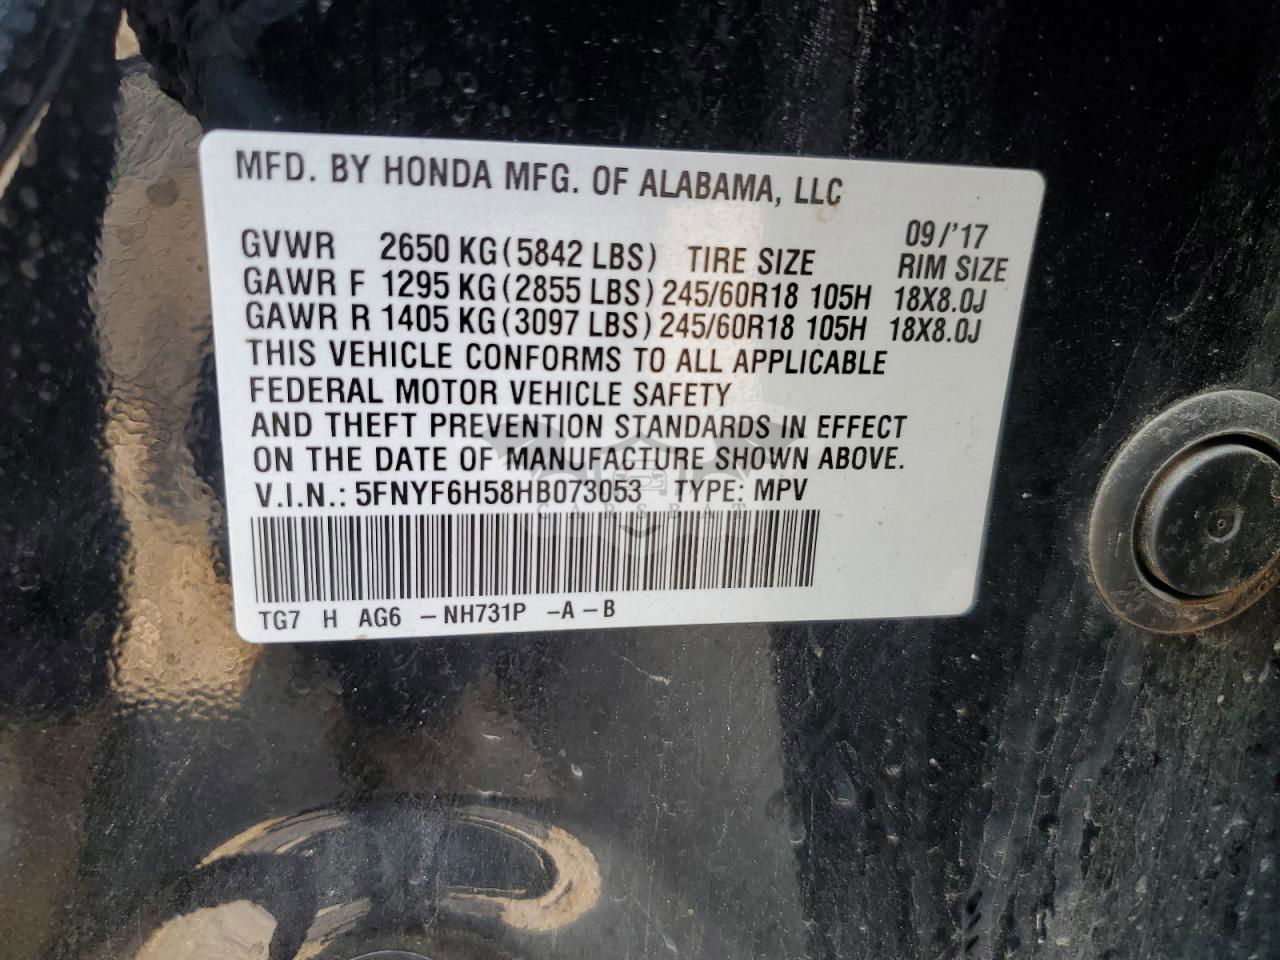 MFD. BY HONDA MFG. OF ALABAMA, LLC
09/'17
GVWR 2650 KG(5842 LBS) TIRE SIZE RIM SIZE
GAWR F 1295 KG(2855 LBS) 245/60R18 105H 18X8.0J
GAWR R 1405 KG(3097 LBS) 245/60R18 105H 18X8.0J
THIS VEHICLE CONFORMS TO ALL APPLICABLE
FEDERAL MOTOR VEHICLE SAFETY
AND THEFT PREVENTION STANDARDS IN EFFECT
ON THE DATE OF MANUFACTURE SHOWN ABOVE.
V.I.N.: 5FNYF6H58HB073053 TYPE: MPV
TG7 H AG6 - NH731P -A - B